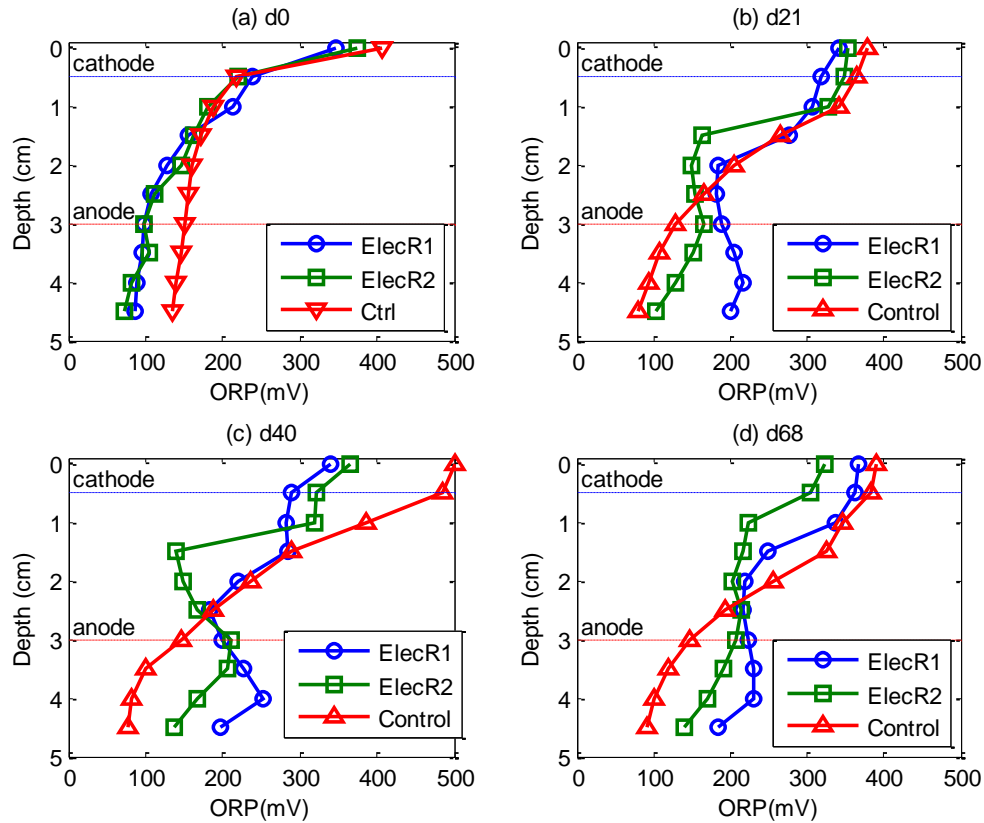 (a) d0
0
1
2
3
4
5
Depth (cm)
cathode
anode
ElecR1
ElecR2
Ctrl
0 100 200 300 400 500
ORP(mV)
(b) d21
0
1
2
3
4
5
Depth (cm)
cathode
anode
ElecR1
ElecR2
Control
0 100 200 300 400 500
ORP(mV)
(c) d40
0
1
2
3
4
5
Depth (cm)
cathode
anode
ElecR1
ElecR2
Control
0 100 200 300 400 500
ORP(mV)
(d) d68
0
1
2
3
4
5
Depth (cm)
cathode
anode
ElecR1
ElecR2
Control
0 100 200 300 400 500
ORP(mV)